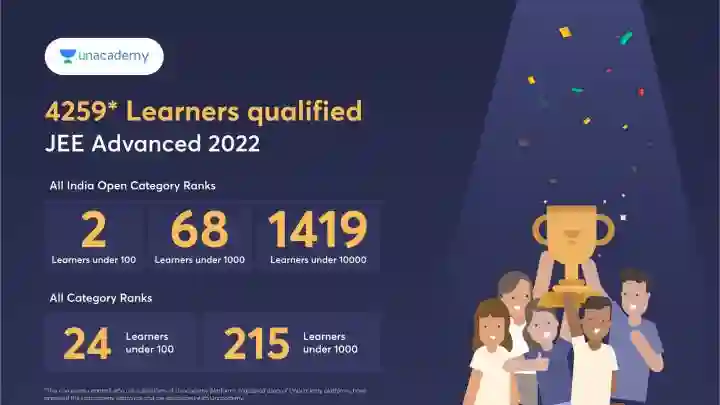 unacademy
4259* Learners qualified
JEE Advanced 2022
All India Open Category Ranks
2
Learners under 100
68
Learners under 1000
1419
Learners under 10000
All Category Ranks
24
Learners
under 100
215
Learners
under 1000